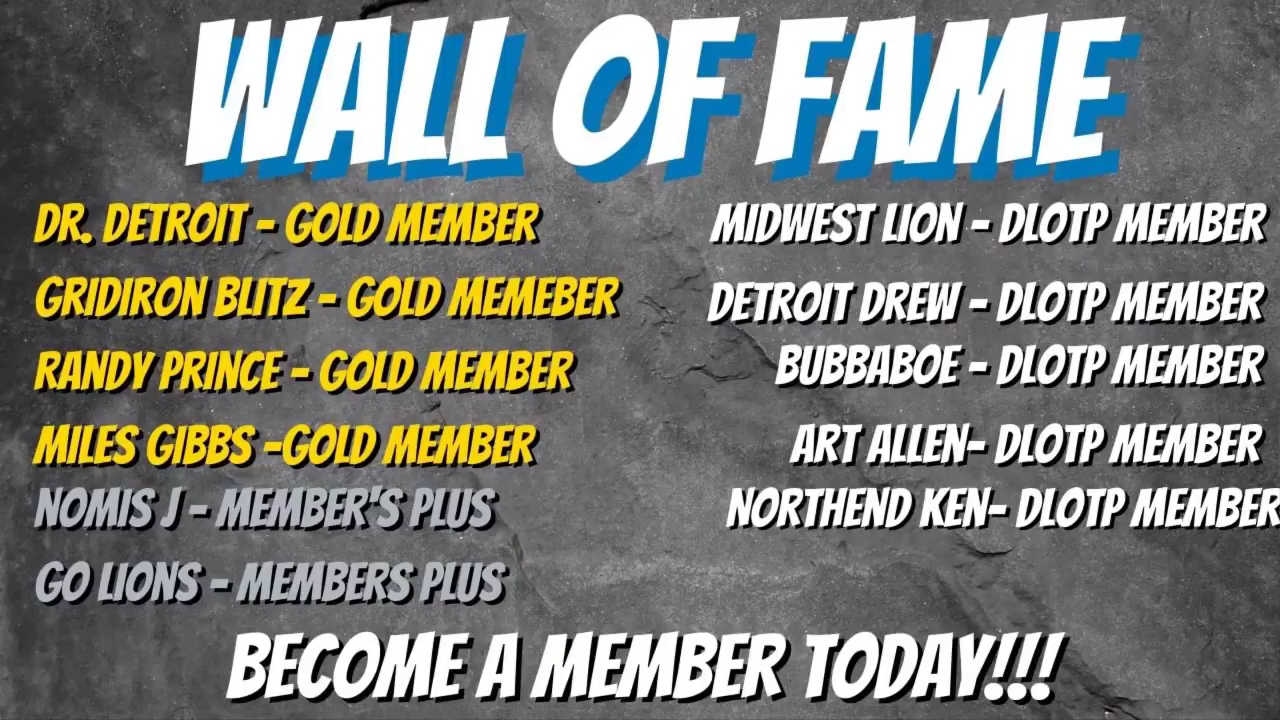 WALL OF FAME
DR. DETROIT - GOLD MEMBER
GRIDIRON BLITZ - GOLD MEMEBER
RANDY PRINCE - GOLD MEMBER
MILES GIBBS -GOLD MEMBER
NOMIS J - MEMBER'S PLUS
GO LIONS - MEMBERS PLUS
MIDWEST LION - DLOTP MEMBER
DETROIT DREW - DLOTP MEMBER
BUBBABOE - DLOTP MEMBER
ART ALLEN- DLOTP MEMBER
NORTHEND KEN- DLOTP MEMBER
BECOME A MEMBER TODAY!!!